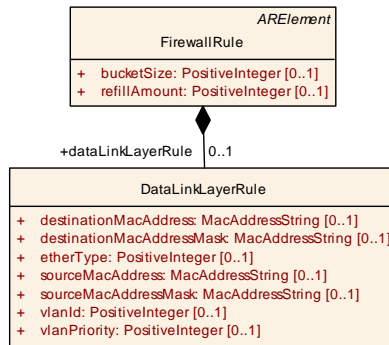 ARElement
FirewallRule
+ bucketSize: PositiveInteger [0..1]
+ refillAmount: PositiveInteger [0..1]
+dataLinkLayerRule 0..1
DataLinkLayerRule
+ destinationMacAddress: MacAddressString [0..1]
+ destinationMacAddressMask: MacAddressString [0..1]
+ etherType: PositiveInteger [0..1]
+ sourceMacAddress: MacAddressString [0..1]
+ sourceMacAddressMask: MacAddressString [0..1]
+ vlanId: PositiveInteger [0..1]
+ vlanPriority: PositiveInteger [0..1]